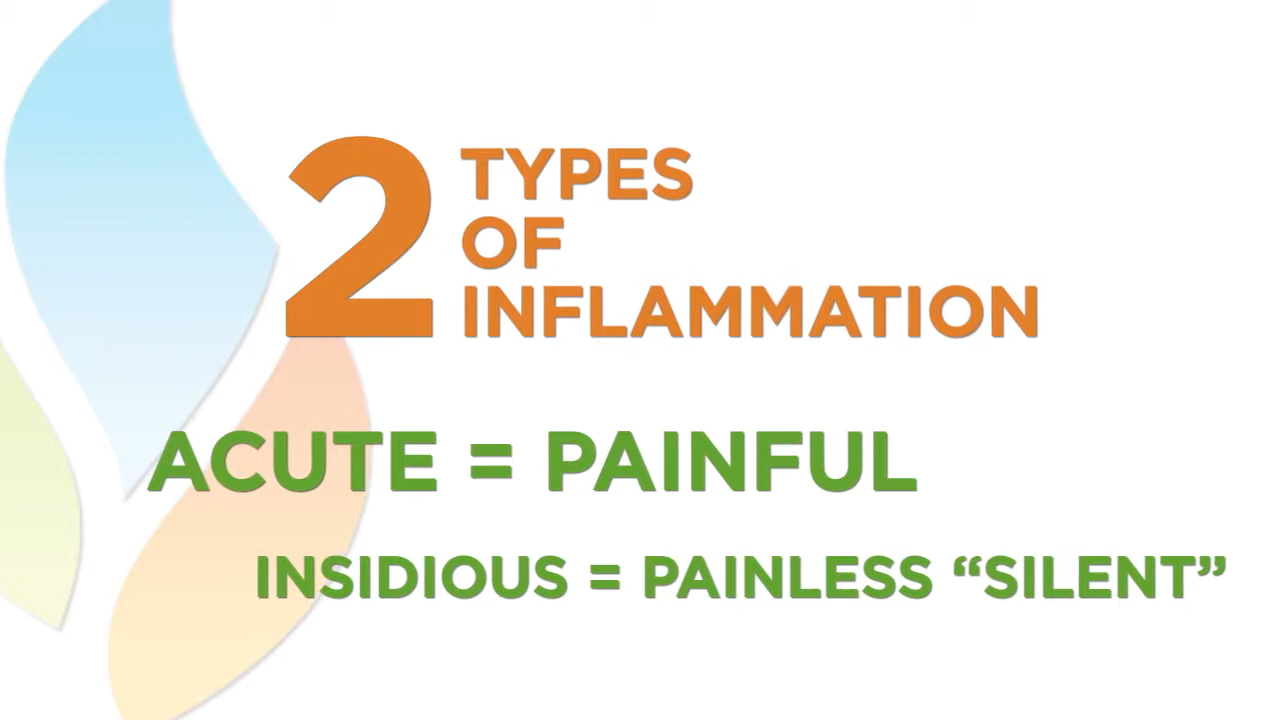 2 TYPES
OF
INFLAMMATION
ACUTE = PAINFUL
INSIDIOUS = PAINLESS “SILENT”